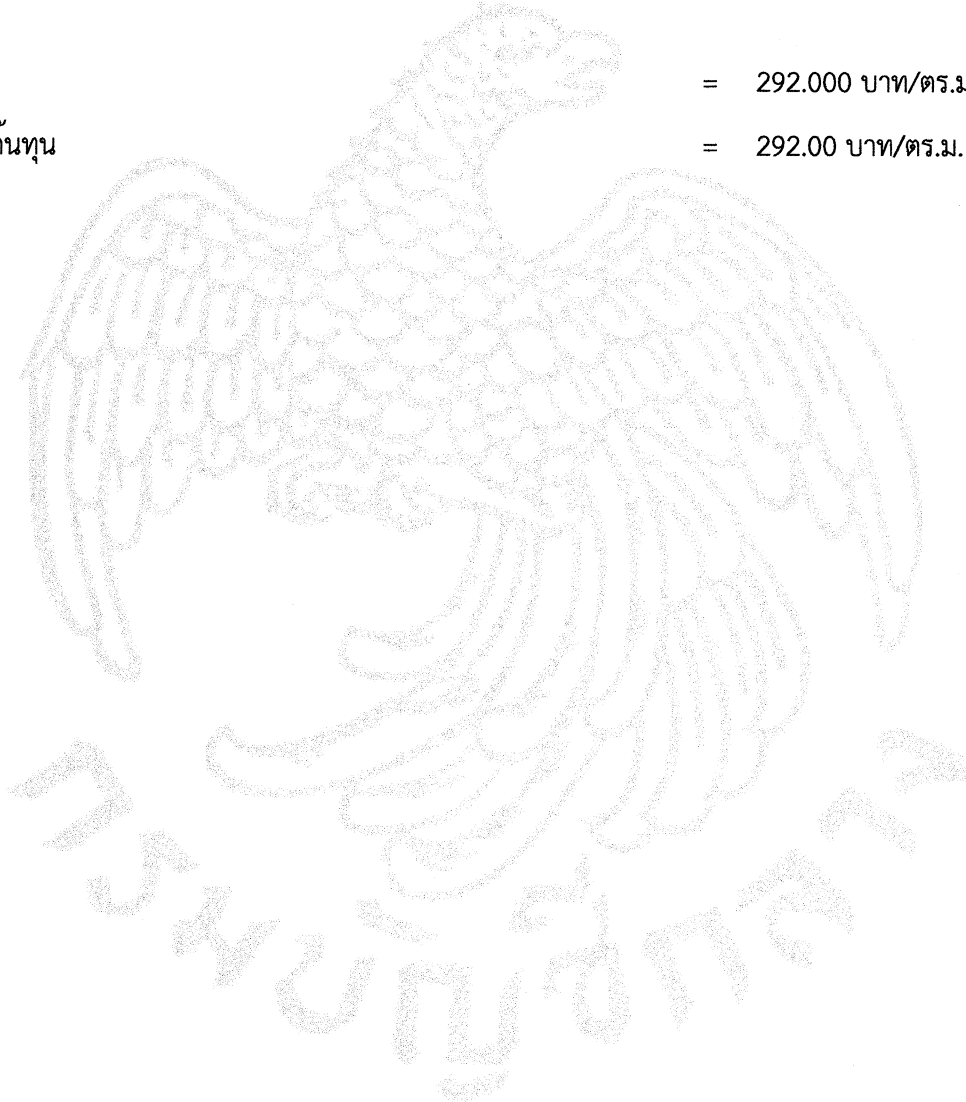 = 292.000 บาท/ตร.ม
ต้นทุน = 292.00 บาท/ตร.ม.
กรมบัญชีกลาง